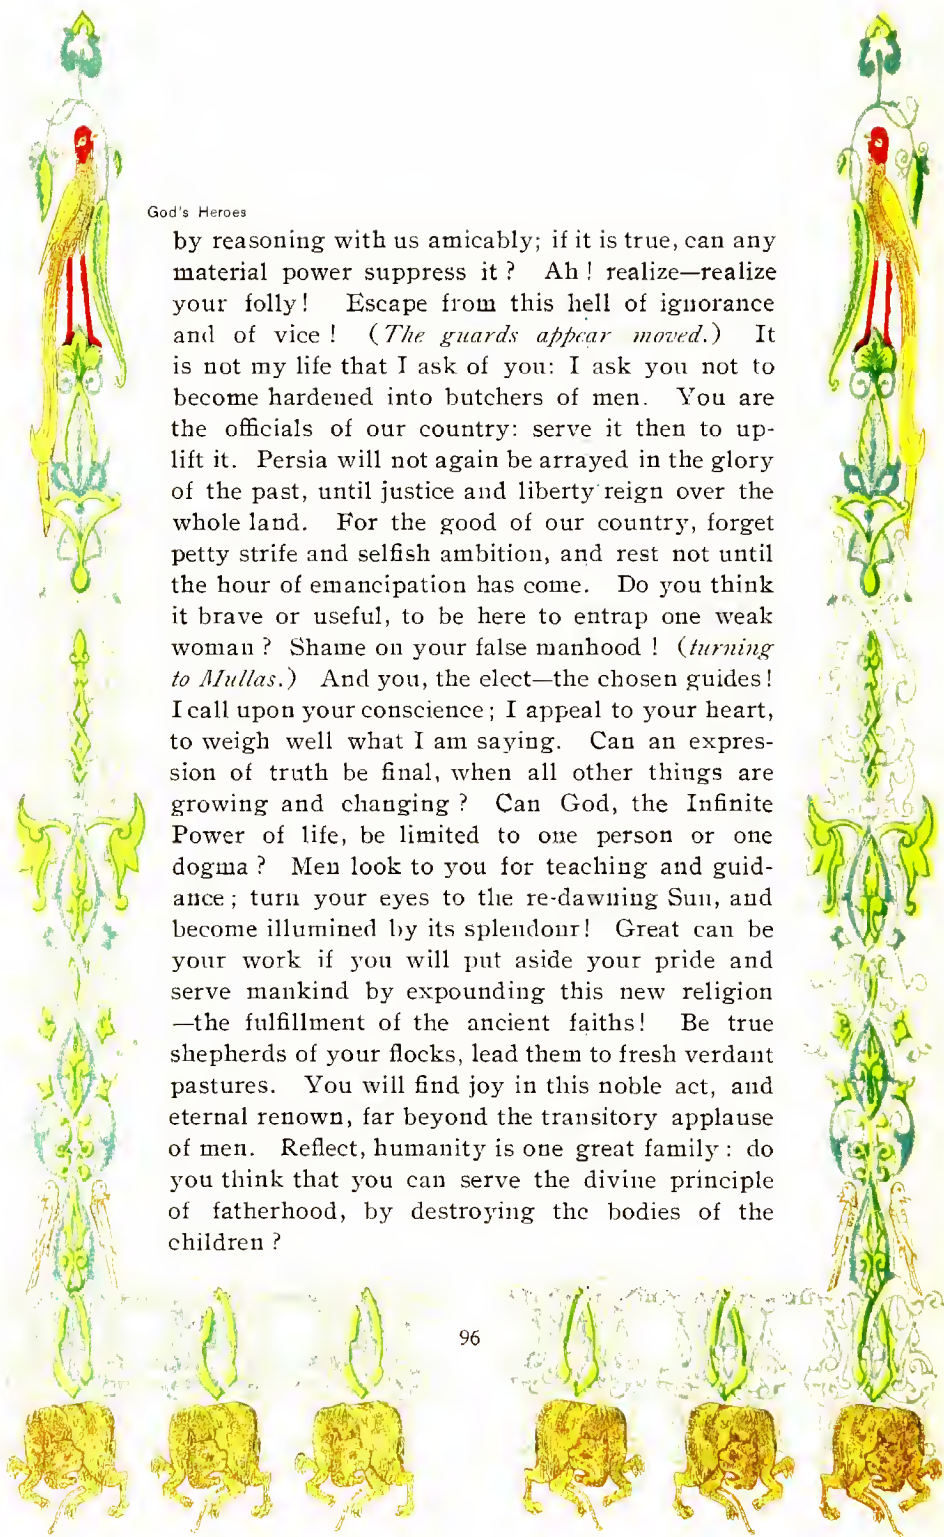 God's Heroes
by reasoning with us amicably; if it is true, can any
material power suppress it ? Ah ! realize—realize
your folly ! Escape from this hell of ignorance
and of vice ! (The guards appear moved.) It
is not my life that I ask of you: I ask you not to
become hardened into butchers of men. You are
the officials of our country: serve it then to up-
lift it. Persia will not again be arrayed in the glory
of the past, until justice and liberty reign over the
whole land. For the good of our country, forget
petty strife and selfish ambition, and rest not until
the hour of emancipation has come. Do you think
it brave or useful, to be here to entrap one weak
woman ? Shame on your false manhood ! (turning
to Mullas.) And you, the elect—the chosen guides !
I call upon your conscience ; I appeal to your heart,
to weigh well what I am saying. Can an expres-
sion of truth be final, when all other things are
growing and changing ? Can God, the Infinite
Power of life, be limited to one person or one
dogma ? Men look to you for teaching and guid-
ance ; turn your eyes to the re-dawning Sun, and
become illumined by its splendour! Great can be
your work if you will put aside your pride and
serve mankind by expounding this new religion
—the fulfillment of the ancient faiths! Be true
shepherds of your flocks, lead them to fresh verdant
pastures. You will find joy in this noble act, and
eternal renown, far beyond the transitory applause
of men. Reflect, humanity is one great family : do
you think that you can serve the divine principle
of fatherhood, by destroying the bodies of the
children ?
96